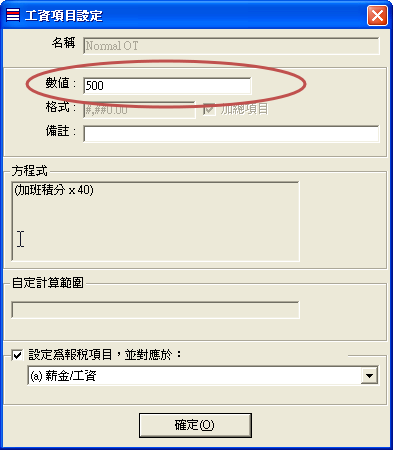 工資項目設定
名稱 Normal OT
數值 : 500
格式 : #,##0.00 加總項目
備註 :
方程式
(加班積分 x 40)
自定計算範圍
設定為報稅項目，並對應於：
(a) 薪金/工資
確定(O)